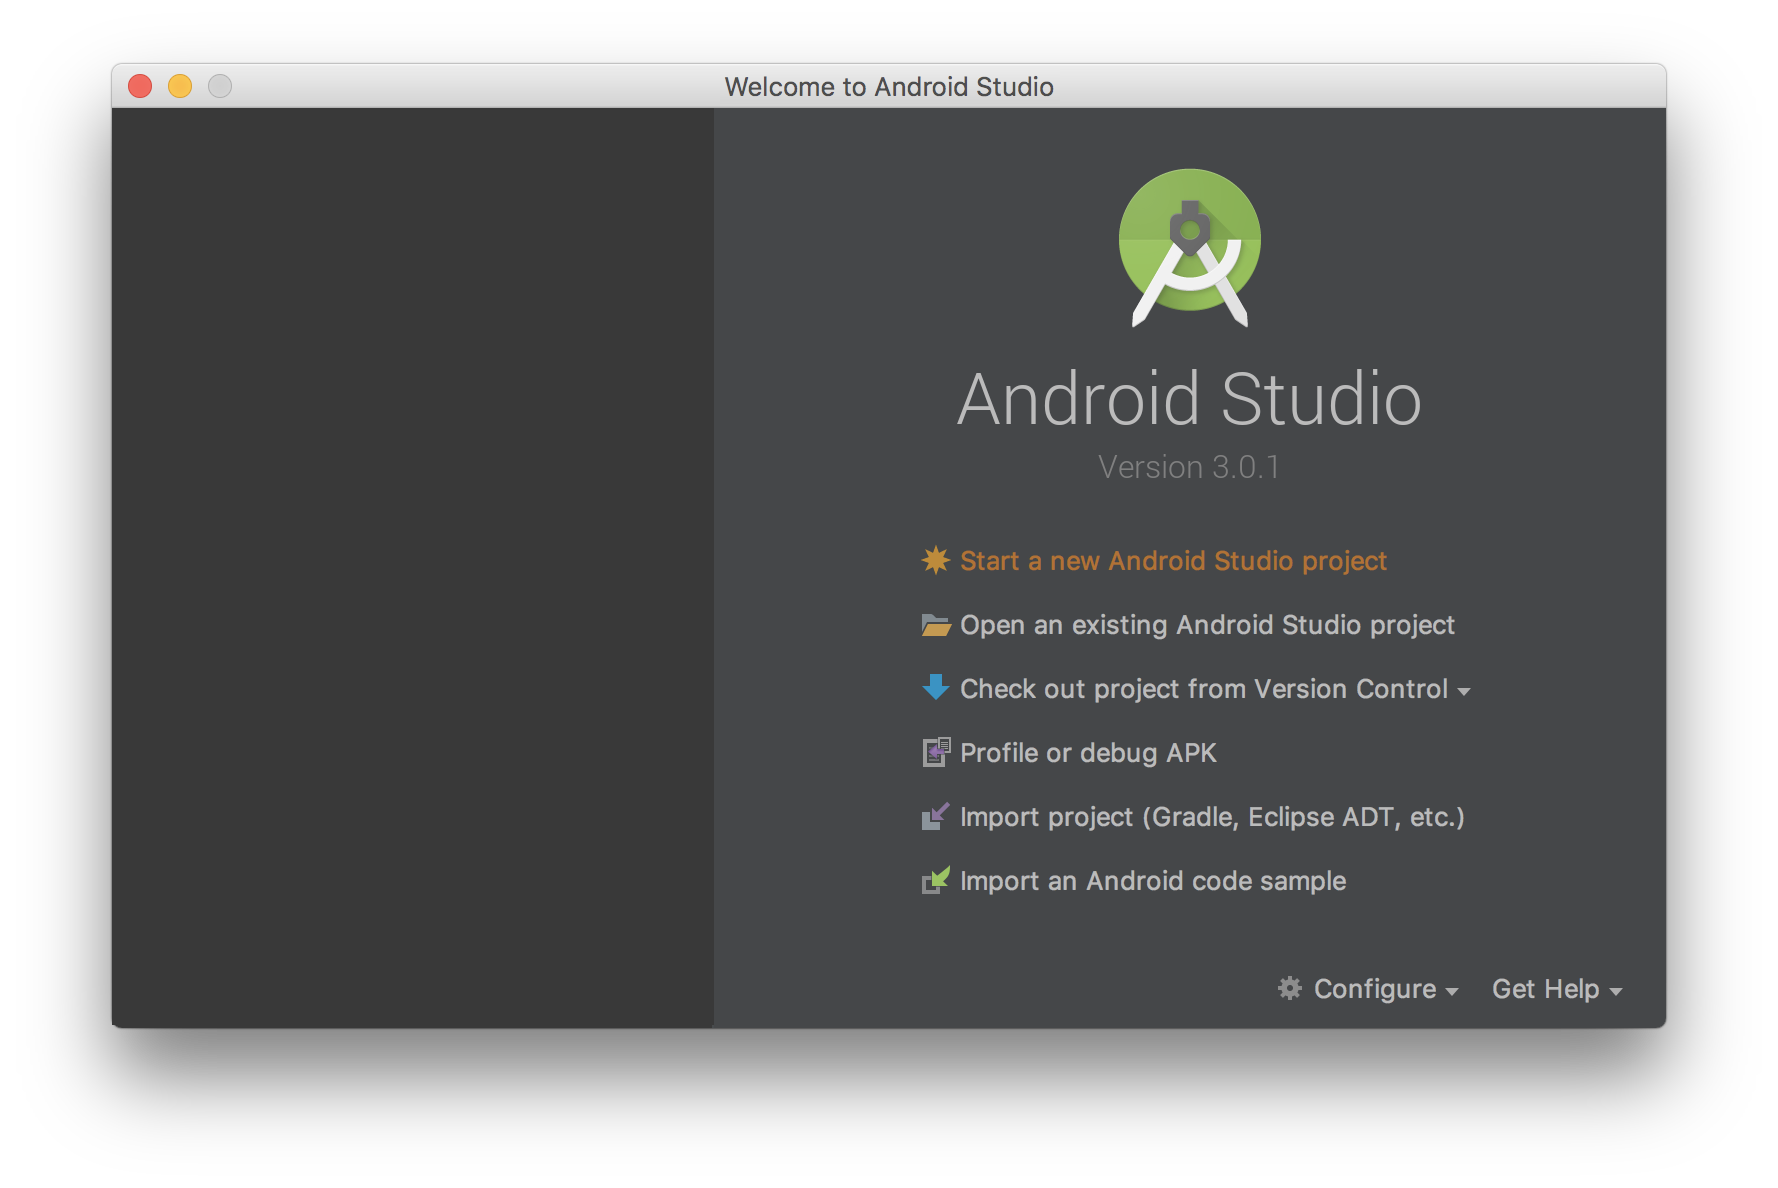 Welcome to Android Studio
Android Studio
Version 3.0.1
Start a new Android Studio project
Open an existing Android Studio project
Check out project from Version Control
Profile or debug APK
Import project (Gradle, Eclipse ADT, etc.)
Import an Android code sample
Configure
Get Help